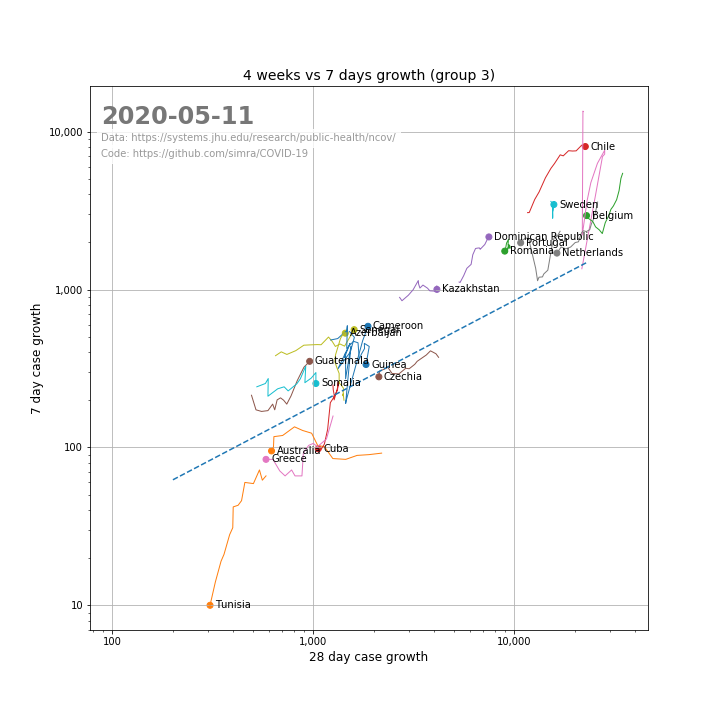 4 weeks vs 7 days growth (group 3)
2020-05-11
Data: https://systems.jhu.edu/research/public-health/ncov/
Code: https://github.com/simra/COVID-19
10,000
1,000
100
10
7 day case growth
Chile
Sweden
Belgium
Dominican Republic
Portugal
Romania
Netherlands
Kazakhstan
Cameroon
Senegal
Azerbaijan
Guatemala
Guinea
Czechia
Somalia
Australia
Cuba
Greece
Tunisia
100
1,000
10,000
28 day case growth